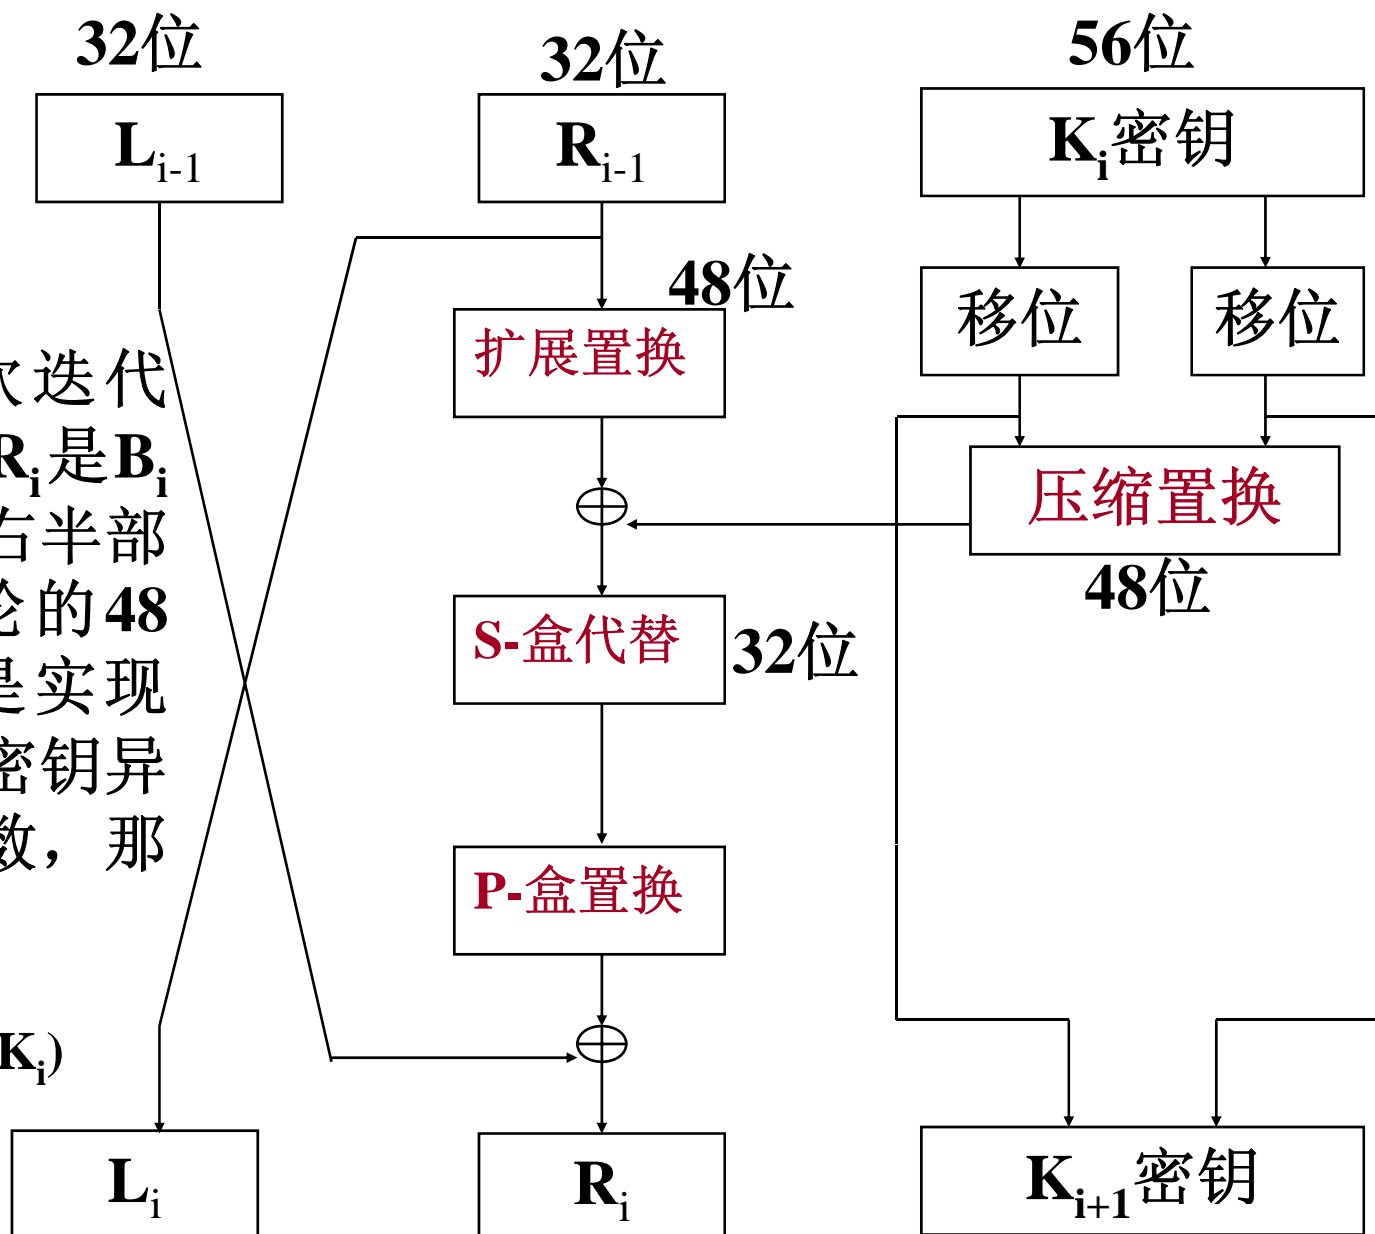 32位
32位
56位
Li-1
Ri-1
Ki密钥
48位
移位
移位
扩展置换
次迭代
Ri是Bi
右半部
压缩置换
轮的48
48位
S-盒代替
32位
是实现
密钥异
数，那
P-盒置换
Ki)
Li
Ri
Ki+1密钥